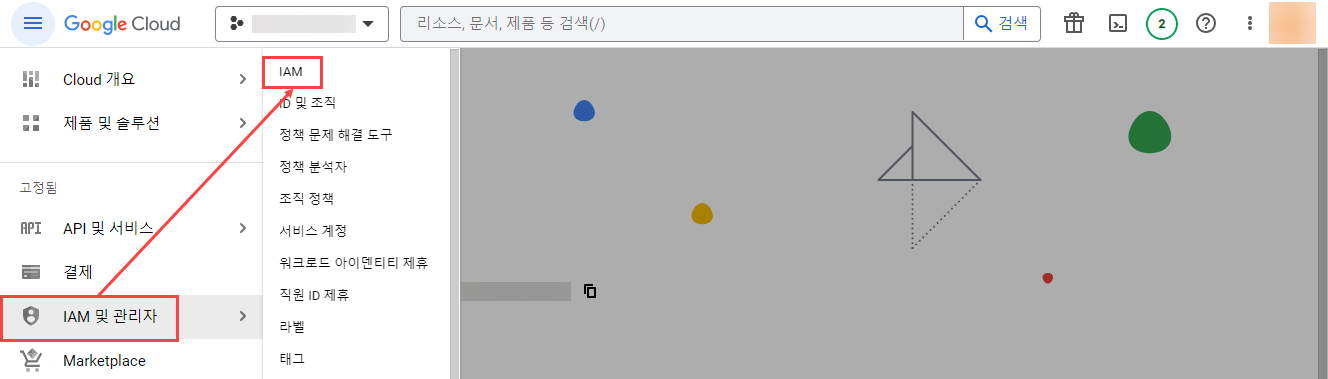 Google Cloud
리소스, 문서, 제품 등 검색(/)
검색
2
Cloud 개요
제품 및 솔루션
고정됨
API API 및 서비스
결제
IAM 및 관리자
Marketplace
IAM
ID 및 조직
정책 문제 해결 도구
정책 분석자
조직 정책
서비스 계정
워크로드 아이덴티티 제휴
직원 ID 제휴
라벨
태그